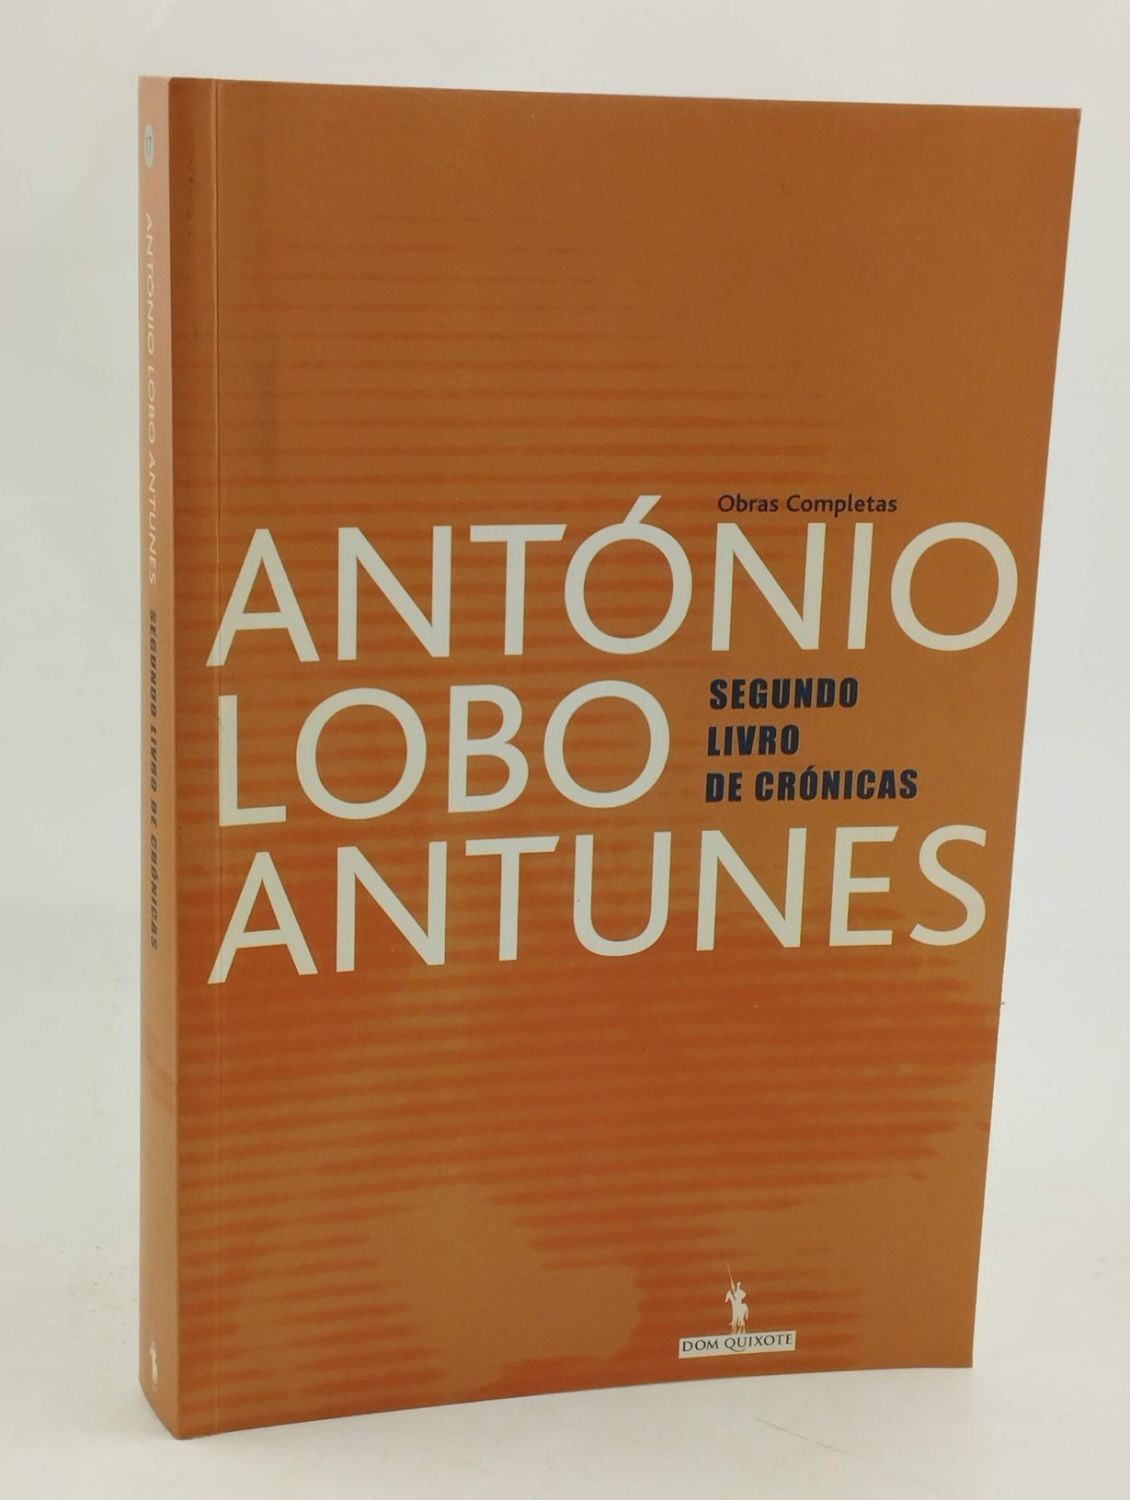 Obras Completas
ANTÓNIO
LOBO
SEGUNDO
LIVRO
DE CRÓNICAS
ANTUNES
DOM QUIXOTE
ANTÓNIO LOBO ANTUNES SEGUNDO LIVRO DE CRÓNICAS